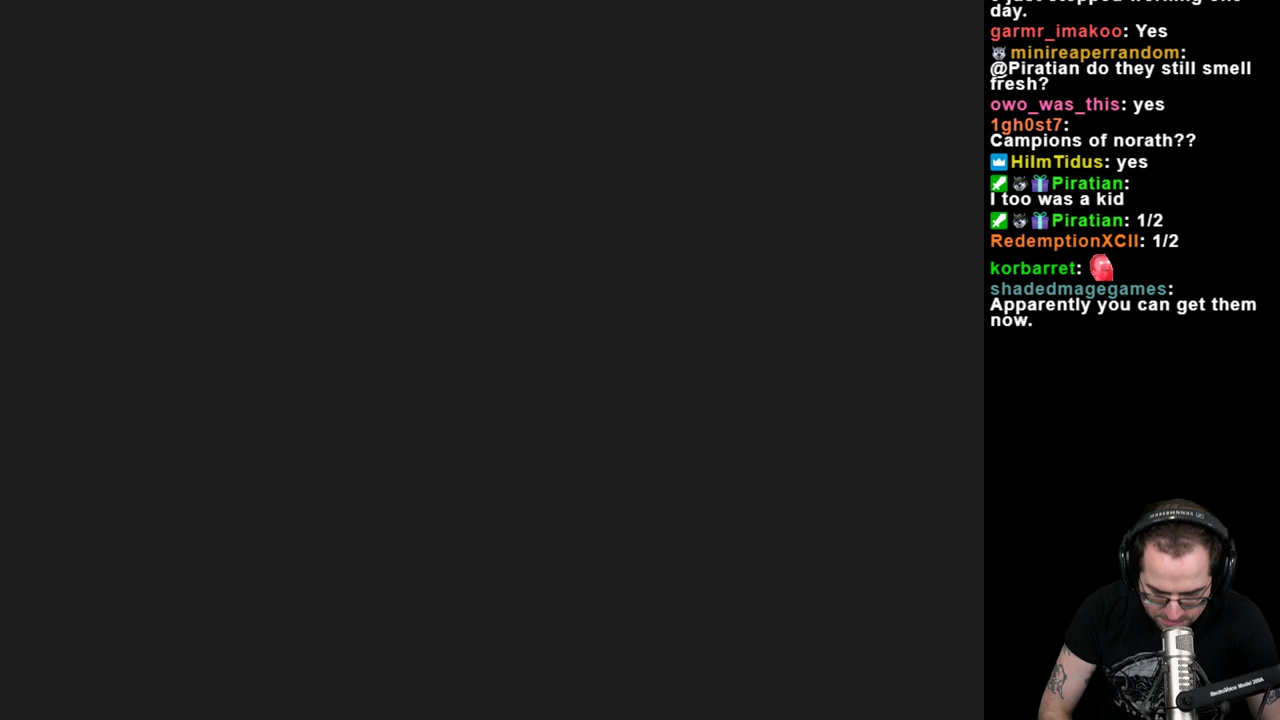 day.
garmr_imakoo: Yes
minireaperrandom:
@Piratian do they still smell
fresh?
owo_was_this: yes
1gh0st7:
Campions of norath??
HilmTidus: yes
Piratian:
I too was a kid
Piratian: 1/2
RedemptionXCII: 1/2
korbarret:
shadedmagegames:
Apparently you can get them
now.